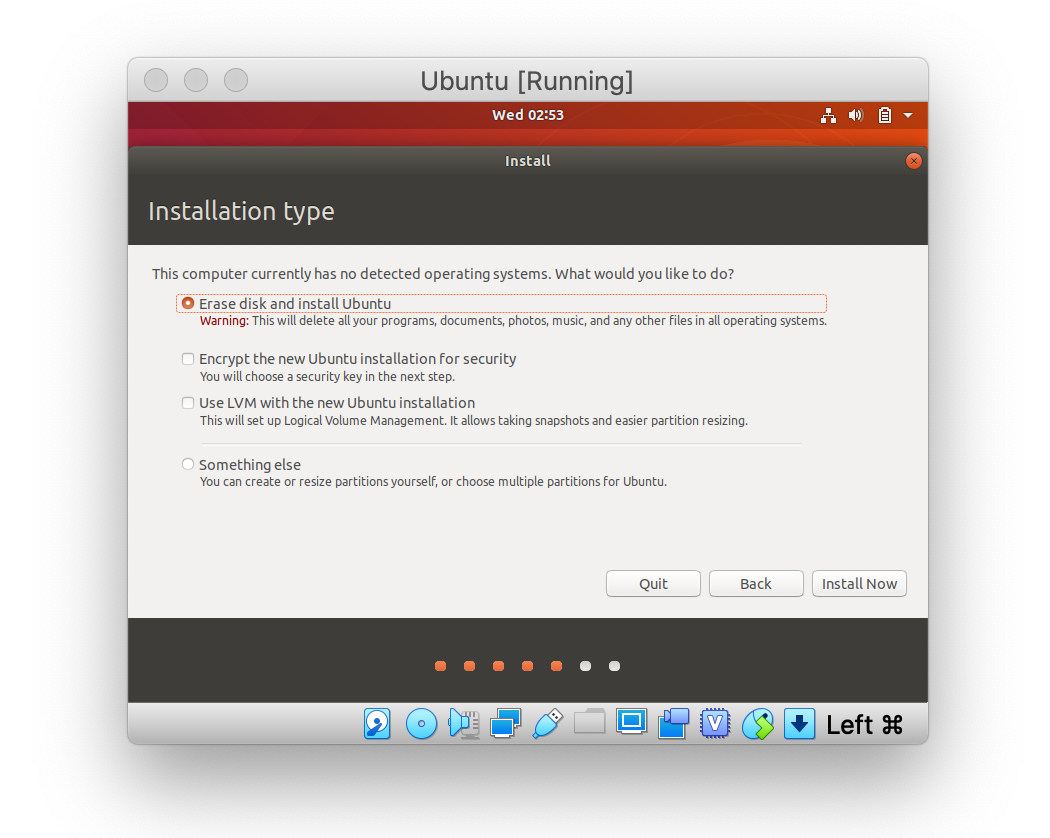 Ubuntu [Running]
Wed 02:53
Install
Installation type
This computer currently has no detected operating systems. What would you like to do?
Erase disk and install Ubuntu
Warning: This will delete all your programs, documents, photos, music, and any other files in all operating systems.
Encrypt the new Ubuntu installation for security
You will choose a security key in the next step.
Use LVM with the new Ubuntu installation
This will set up Logical Volume Management. It allows taking snapshots and easier partition resizing.
Something else
You can create or resize partitions yourself, or choose multiple partitions for Ubuntu.
Quit Back Install Now
V Left ⌘